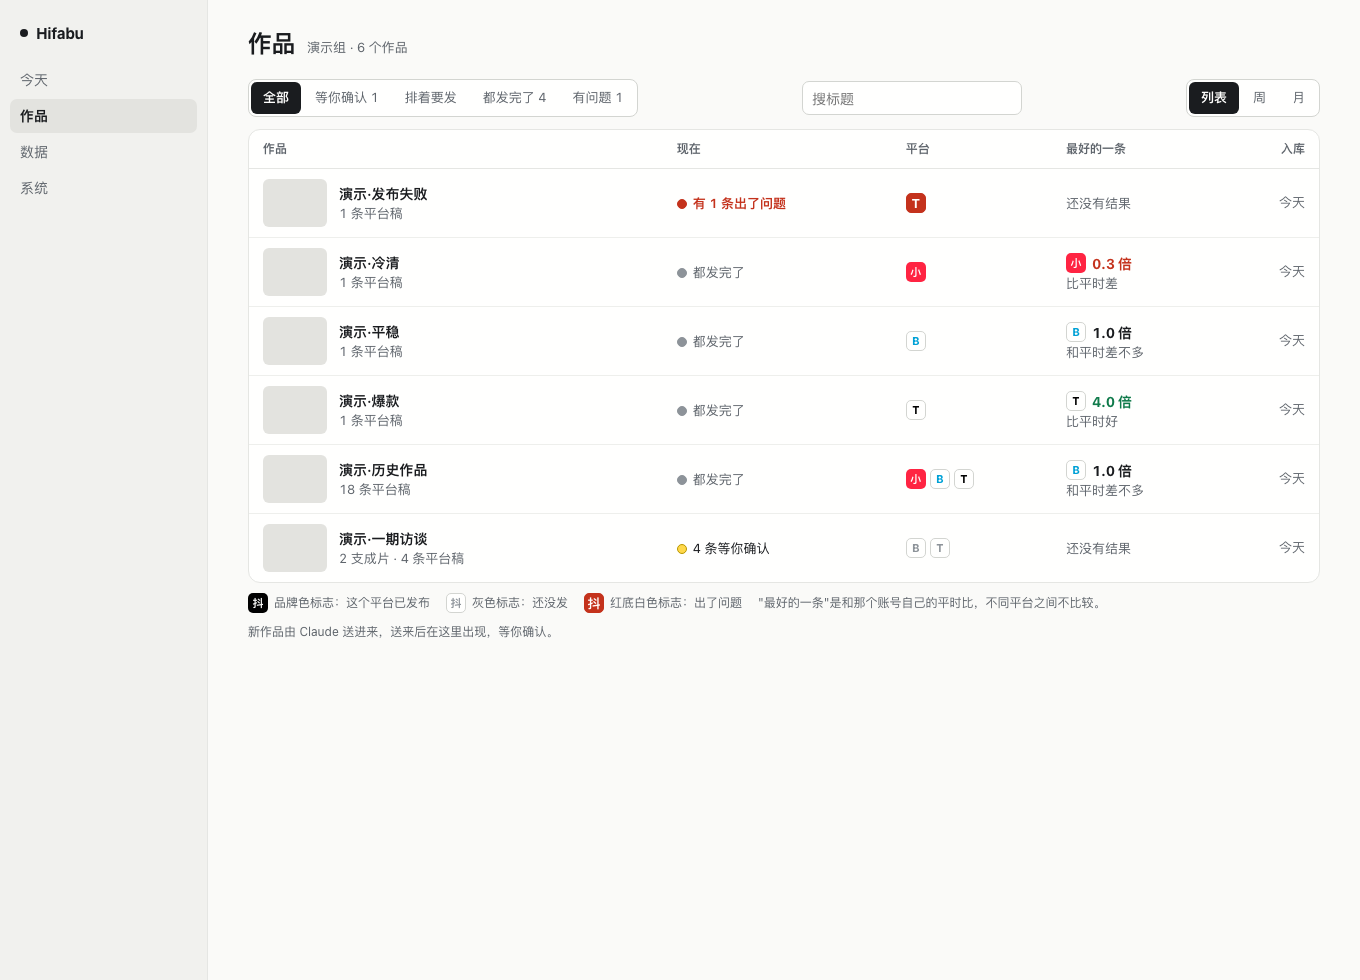 Hifabu
今天
作品
数据
系统
作品 演示组 · 6 个作品
全部 等你确认 1 排着要发 都发完了 4 有问题 1 搜标题 列表 周 月
作品 现在 平台 最好的一条 入库
演示·发布失败
1 条平台稿
有 1 条出了问题 T 还没有结果 今天
演示·冷清
1 条平台稿
都发完了 小 小 0.3 倍
比平时差
今天
演示·平稳
1 条平台稿
都发完了 B B 1.0 倍
和平时差不多
今天
演示·爆款
1 条平台稿
都发完了 T T 4.0 倍
比平时好
今天
演示·历史作品
18 条平台稿
都发完了 小 B T B 1.0 倍
和平时差不多
今天
演示·一期访谈
2 支成片 · 4 条平台稿
4 条等你确认 B T 还没有结果 今天
抖 品牌色标志：这个平台已发布 抖 灰色标志：还没发 抖 红底白色标志：出了问题 "最好的一条"是和那个账号自己的平时比，不同平台之间不比较。
新作品由 Claude 送进来，送来后在这里出现，等你确认。